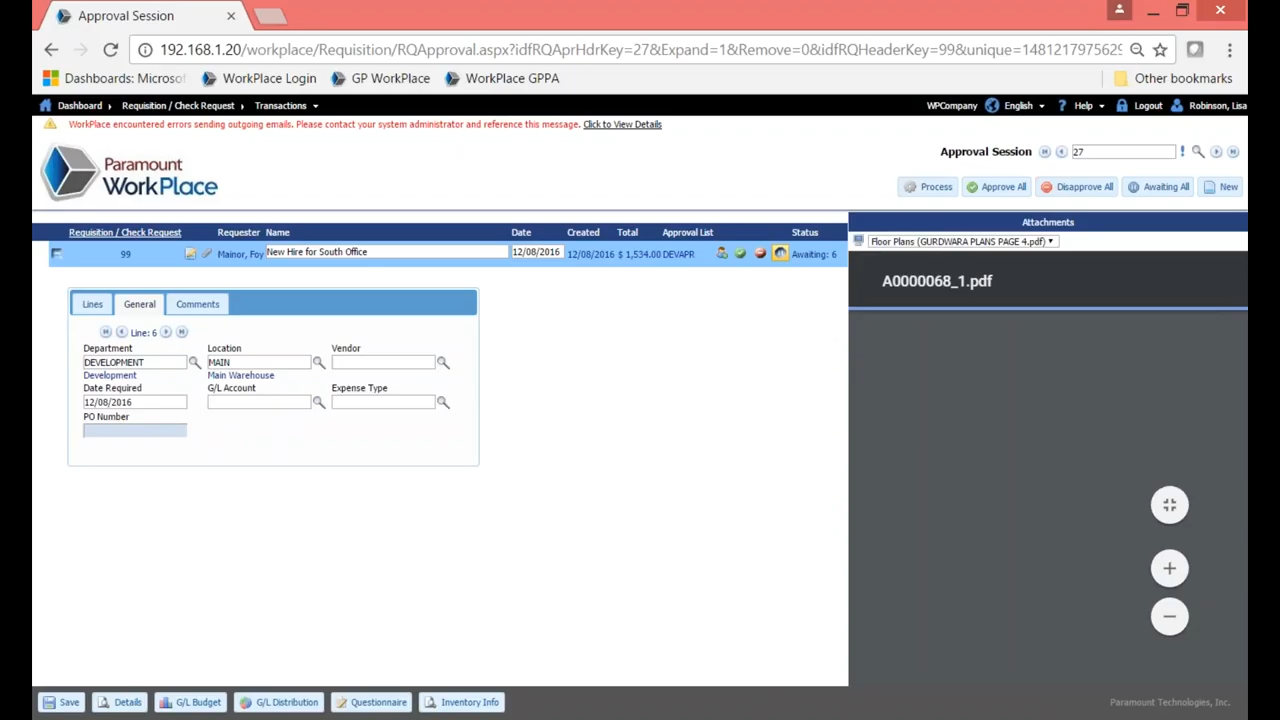 Approval Session
192.168.1.20/workplace/Requisition/RQApproval.aspx?idfRQAprHdrKey=27&Expand=1&Remove=0&idfRQHeaderKey=99&unique=1481217975629
Dashboards: Microsof WorkPlace Login GP WorkPlace WorkPlace GPPA Other bookmarks
Dashboard Requisition / Check Request Transactions WPCompany English Help Logout Robinson, Lisa
WorkPlace encountered errors sending outgoing emails. Please contact your system administrator and reference this message. Click to View Details
Paramount
WorkPlace
Approval Session 27
Process Approve All Disapprove All Awaiting All New
Requisition / Check Request Requester Name Date Created Total Approval List Status
99 Mainor, Foy New Hire for South Office 12/08/2016 12/08/2016 $ 1,534.00 DEVAPR Awaiting: 6
Attachments
Floor Plans (GURDWARA PLANS PAGE 4.pdf)
A0000068_1.pdf
Lines General Comments
Line: 6
Department Location Vendor
DEVELOPMENT MAIN
Development Main Warehouse
Date Required G/L Account Expense Type
12/08/2016
PO Number
Save Details G/L Budget G/L Distribution Questionnaire Inventory Info
Paramount Technologies, Inc.